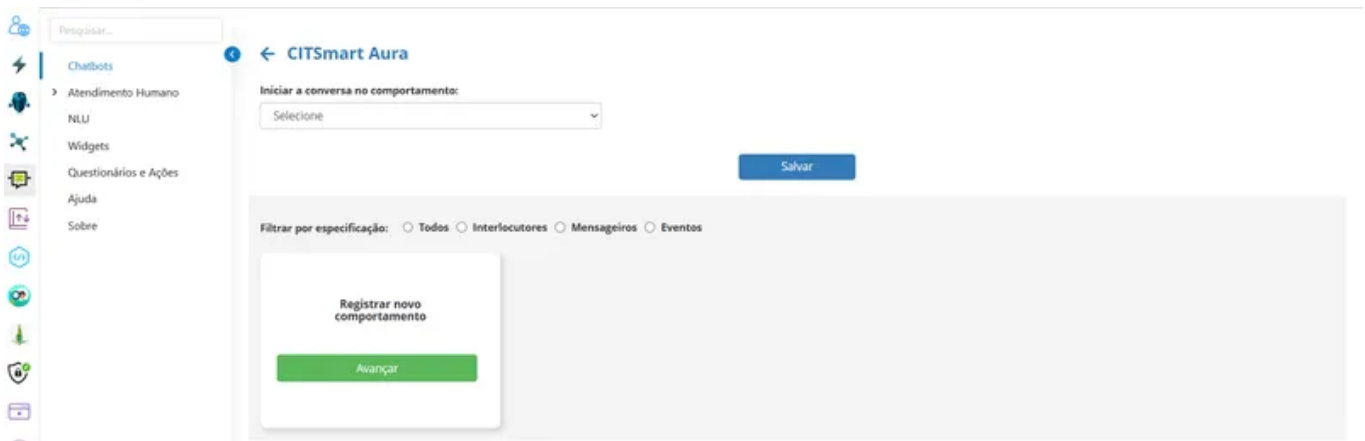 Pesquisar...
Chatbots
Atendimento Humano
NLU
Widgets
Questionários e Ações
Ajuda
Sobre
CITSmart Aura
Iniciar a conversa no comportamento:
Selecione
Salvar
Filtrar por especificação: Todos Interlocutores Mensageiros Eventos
Registrar novo
comportamento
Avançar